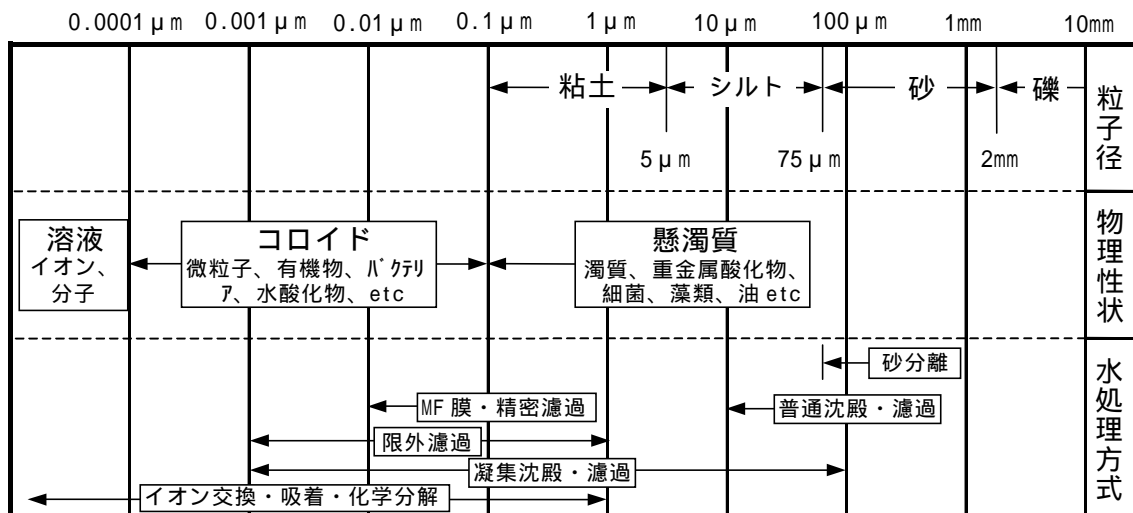 0.0001μm 0.001μm 0.01μm 0.1μm 1μm 10μm 100μm 1mm 10mm
粘土 シルト 砂 礫
5μm 75μm 2mm
粒子径
溶液
イオン、
分子
コロイド
微粒子、有機物、ﾊﾞｸﾃﾘ
ｱ、水酸化物、etc
懸濁質
濁質、重金属酸化物、
細菌、藻類、油 etc
物理性状
砂分離
MF 膜・精密濾過
普通沈殿・濾過
限外濾過
凝集沈殿・濾過
イオン交換・吸着・化学分解
水処理方式